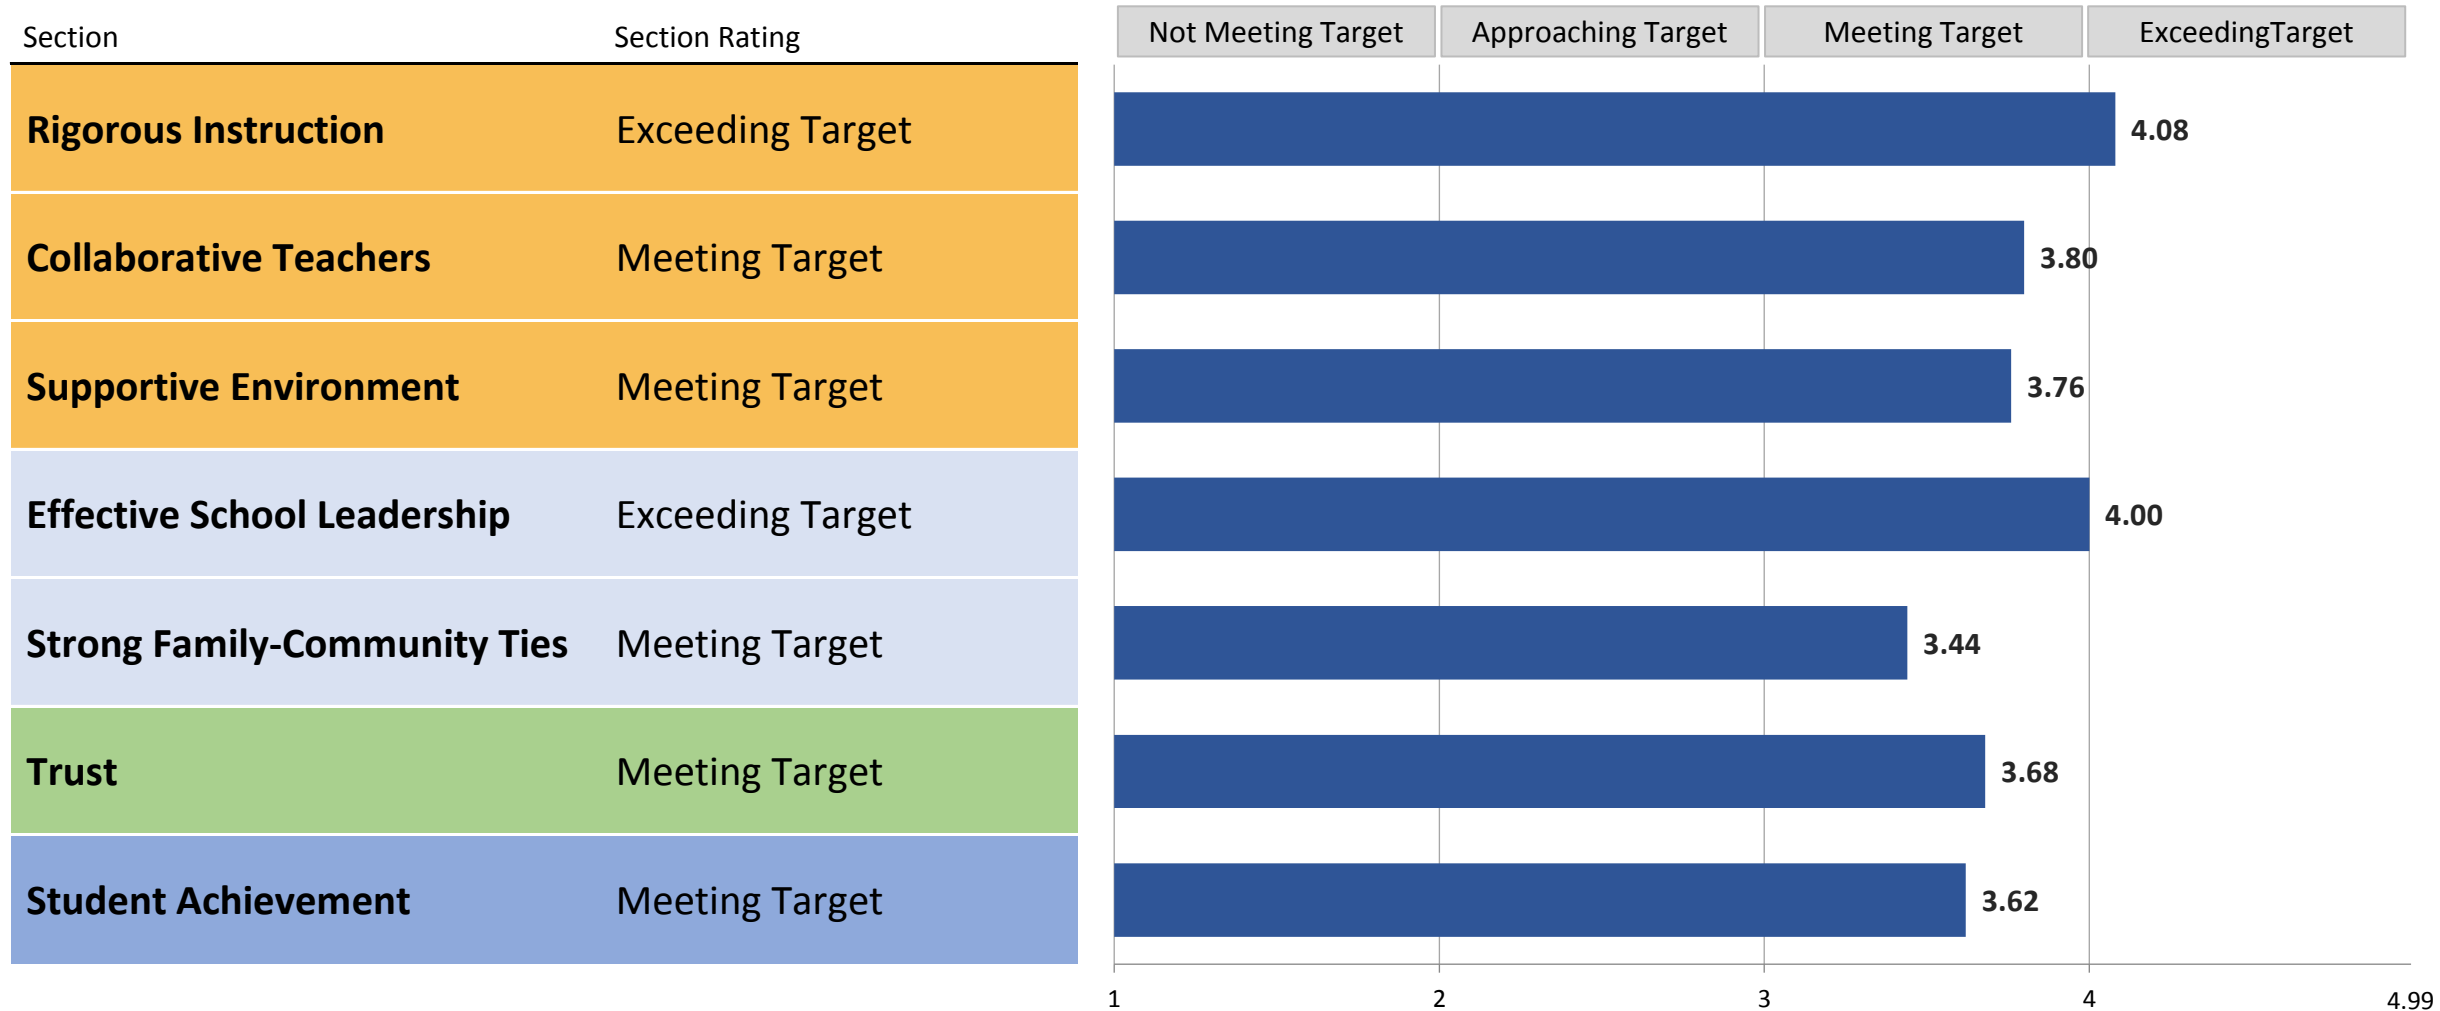 Section Section Rating Not Meeting Target Approaching Target Meeting Target ExceedingTarget
Rigorous Instruction Exceeding Target 4.08
Collaborative Teachers Meeting Target 3.80
Supportive Environment Meeting Target 3.76
Effective School Leadership Exceeding Target 4.00
Strong Family-Community Ties Meeting Target 3.44
Trust Meeting Target 3.68
Student Achievement Meeting Target 3.62
1 2 3 4 4.99